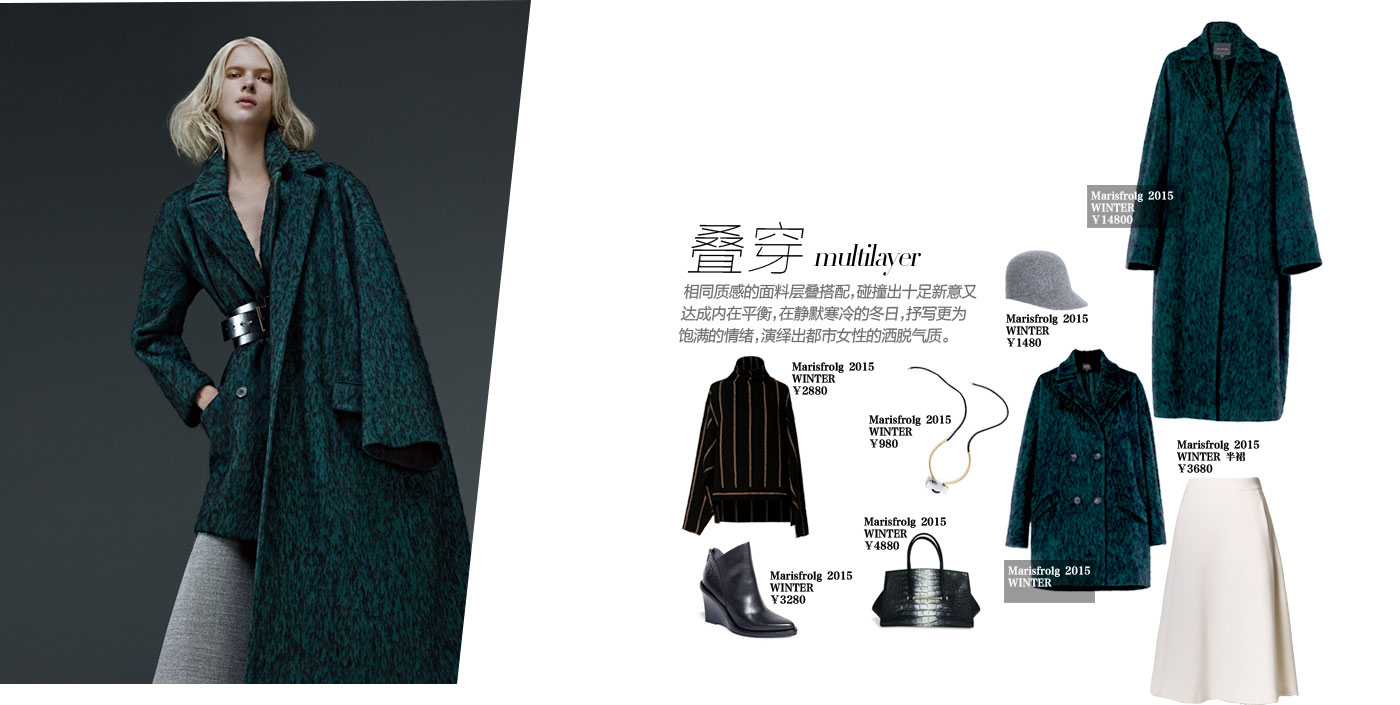 叠穿 multilayer
相同质感的面料层叠搭配,碰撞出十足新意又
达成内在平衡,在静默寒冷的冬日,抒写更为
饱满的情绪,演绎出都市女性的洒脱气质。
Marisfrolg 2015
WINTER
￥14800
Marisfrolg 2015
WINTER
￥1480
Marisfrolg 2015
WINTER
￥2880
Marisfrolg 2015
WINTER
￥980
Marisfrolg 2015
WINTER 半裙
￥3680
Marisfrolg 2015
WINTER
￥4880
Marisfrolg 2015
WINTER
￥3280
Marisfrolg 2015
WINTER